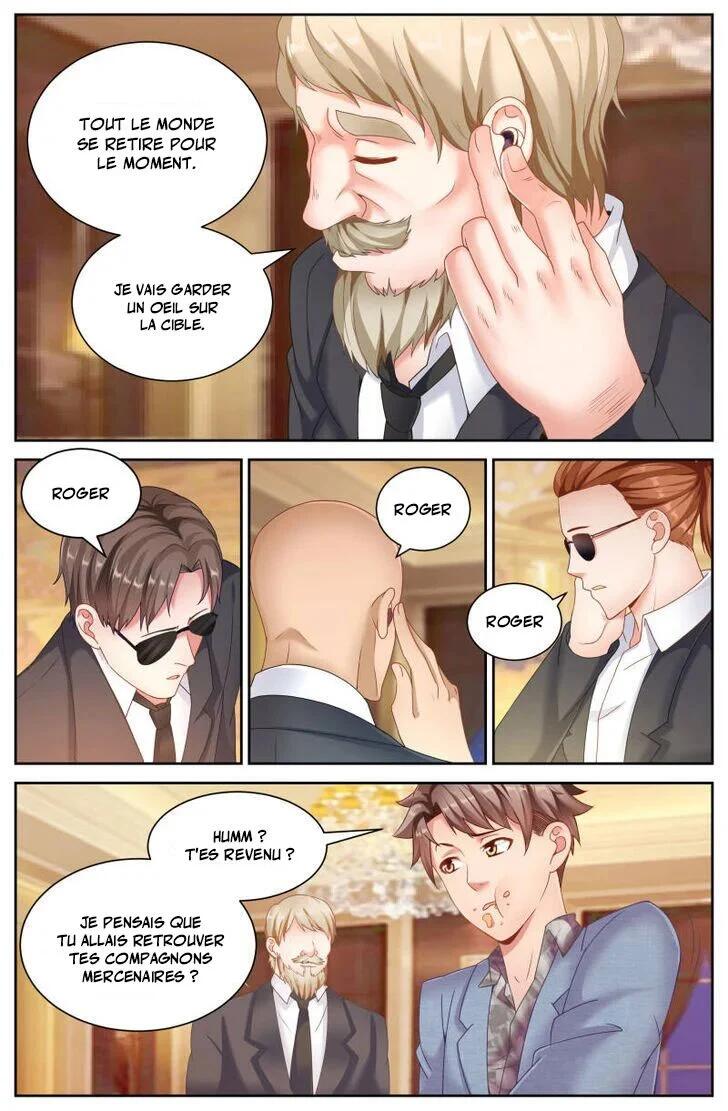 TOUT LE MONDE
SE RETIRE POUR
LE MOMENT.
JE VAIS GARDER
UN OEIL SUR
LA CIBLE.
ROGER
ROGER
ROGER
HUMM ?
T'ES REVENU ?
JE PENSAIS QUE
TU ALLAIS RETROUVER
TES COMPAGNONS
MERCENAIRES ?